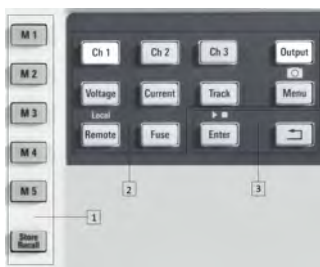 M 1
M 2
M 3
M 4
M 5
Store
Recall
Ch 1
Ch 2
Ch 3
Output
Voltage
Current
Track
Menu
Local
Remote
Fuse
Enter
1
2
3